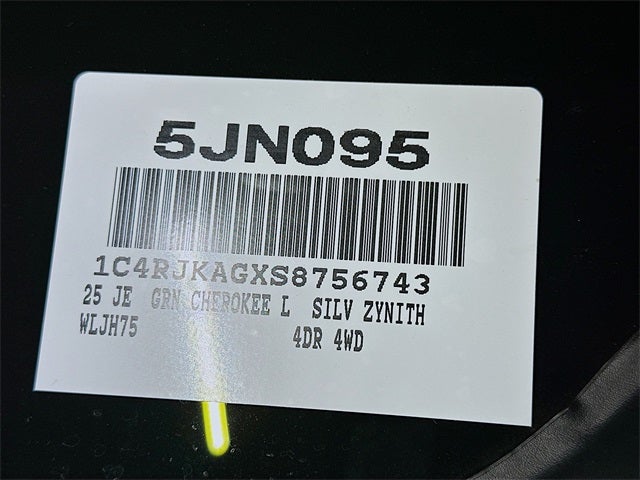 5JN095
1C4RJKAGXS8756743
25 JE GRN CHEROKEE L SILV ZYNITH
WLJH75 4DR 4WD